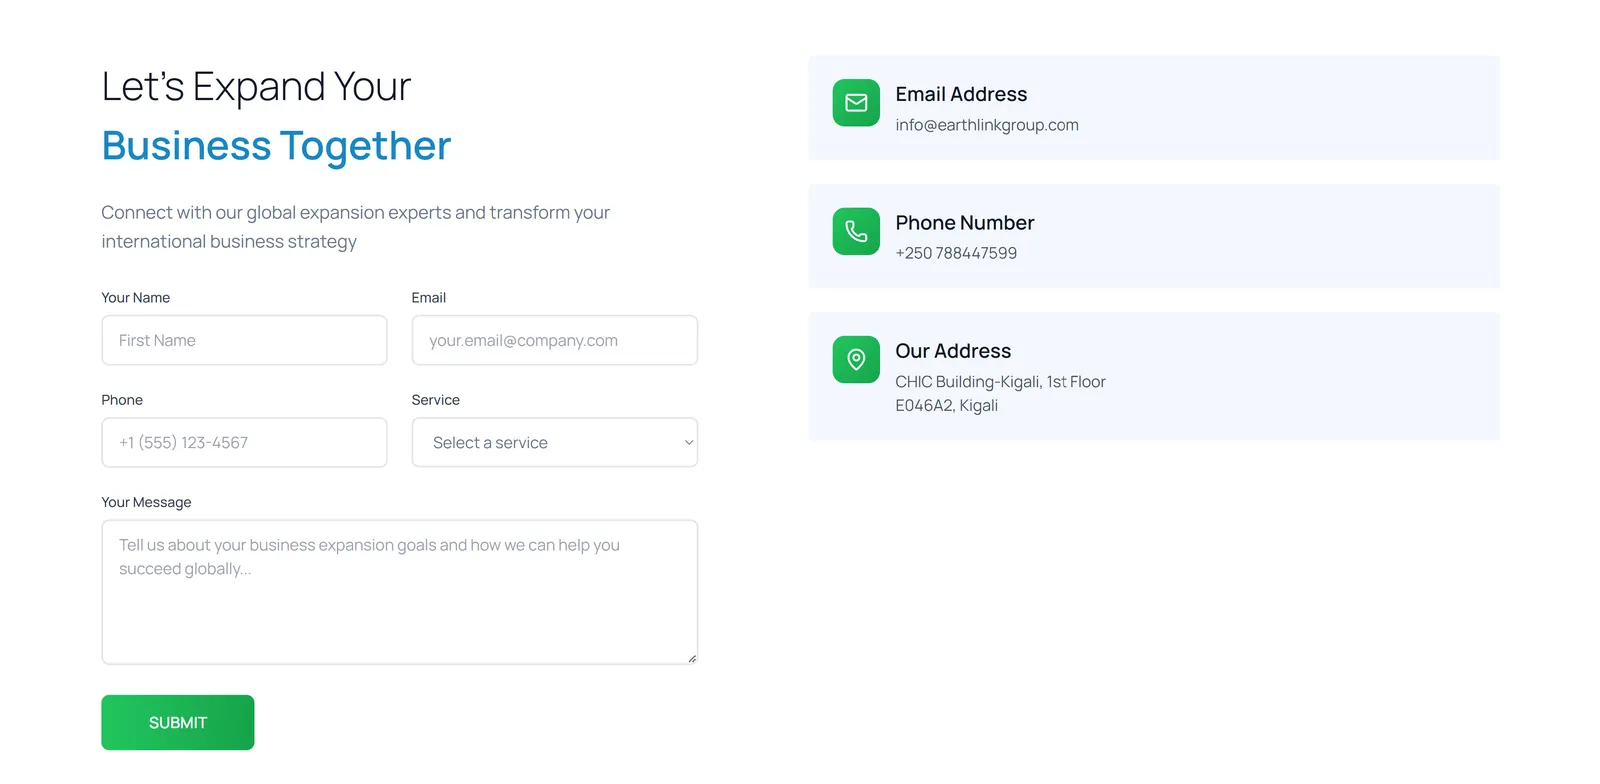 Let's Expand Your
Business Together
Connect with our global expansion experts and transform your
international business strategy
Your Name
Email
First Name
your.email@company.com
Phone
Service
+1 (555) 123-4567
Select a service
Your Message
Tell us about your business expansion goals and how we can help you
succeed globally...
SUBMIT
Email Address
info@earthlinkgroup.com
Phone Number
+250 788447599
Our Address
CHIC Building-Kigali, 1st Floor
E046A2, Kigali